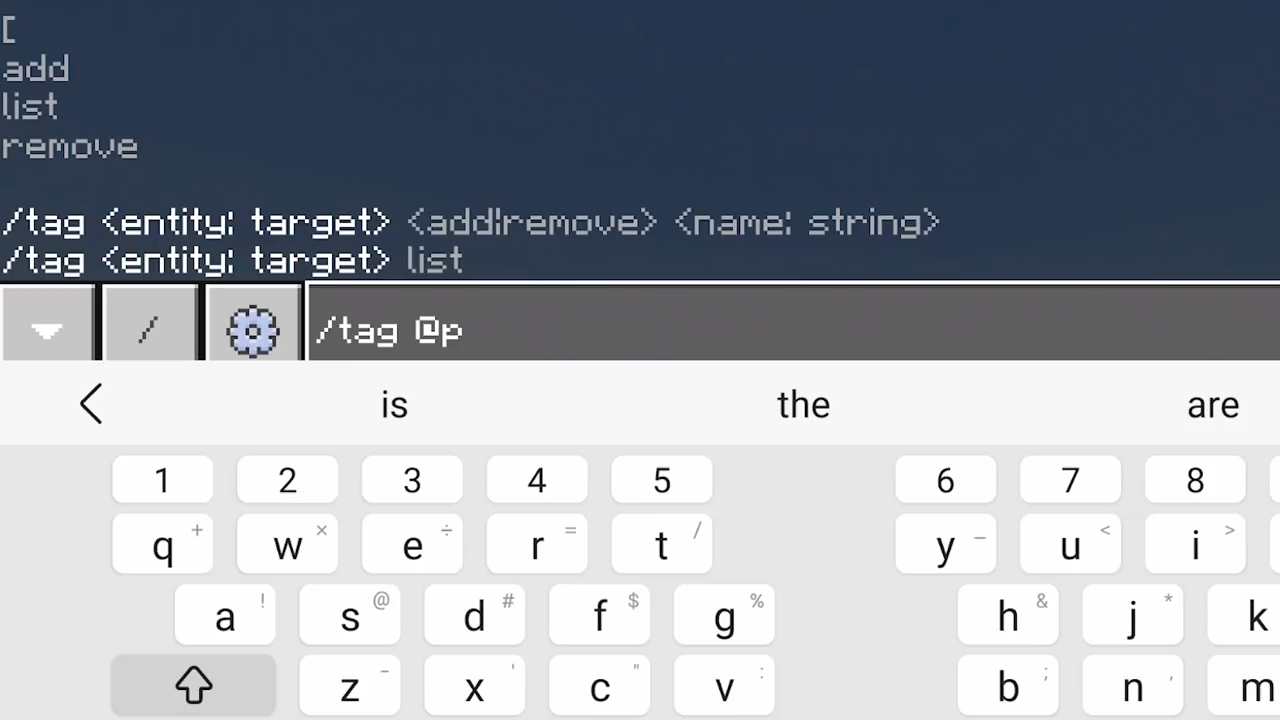 [
add
list
remove
/tag <entity: target> <add|remove> <name: string>
/tag <entity: target> list
/ /tag @p
is the are
1 2 3 4 5 6 7 8
q + w × e ÷ r = t / y _ u < i >
a ! s @ d # f $ g % h & j * k
z - x ' c " v : b ; n , m